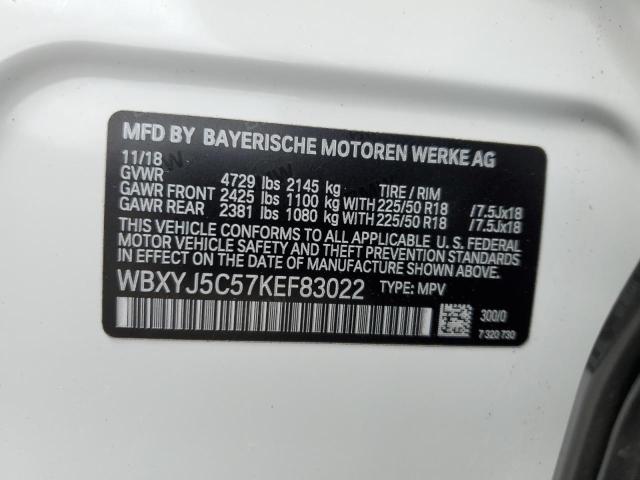 MFD BY BAYERISCHE MOTOREN WERKE AG
11/18
GVWR 4729 lbs 2145 kg TIRE / RIM
GAWR FRONT 2425 lbs 1100 kg WITH 225/50 R18 /7.5Jx18
GAWR REAR 2381 lbs 1080 kg WITH 225/50 R18 /7.5Jx18
THIS VEHICLE CONFORMS TO ALL APPLICABLE U. S. FEDERAL
MOTOR VEHICLE SAFETY AND THEFT PREVENTION STANDARDS
IN EFFECT ON THE DATE OF MANUFACTURE SHOWN ABOVE.
WBXYJ5C57KEF83022 TYPE: MPV
300/0
7 320 730